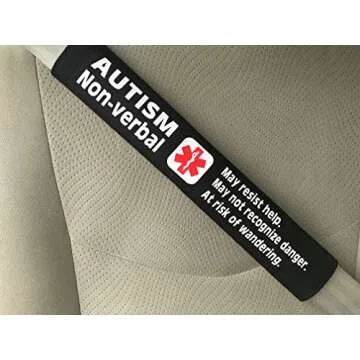 AUTISM
Non-verbal
May resist help.
May not recognize danger.
At risk of wandering.